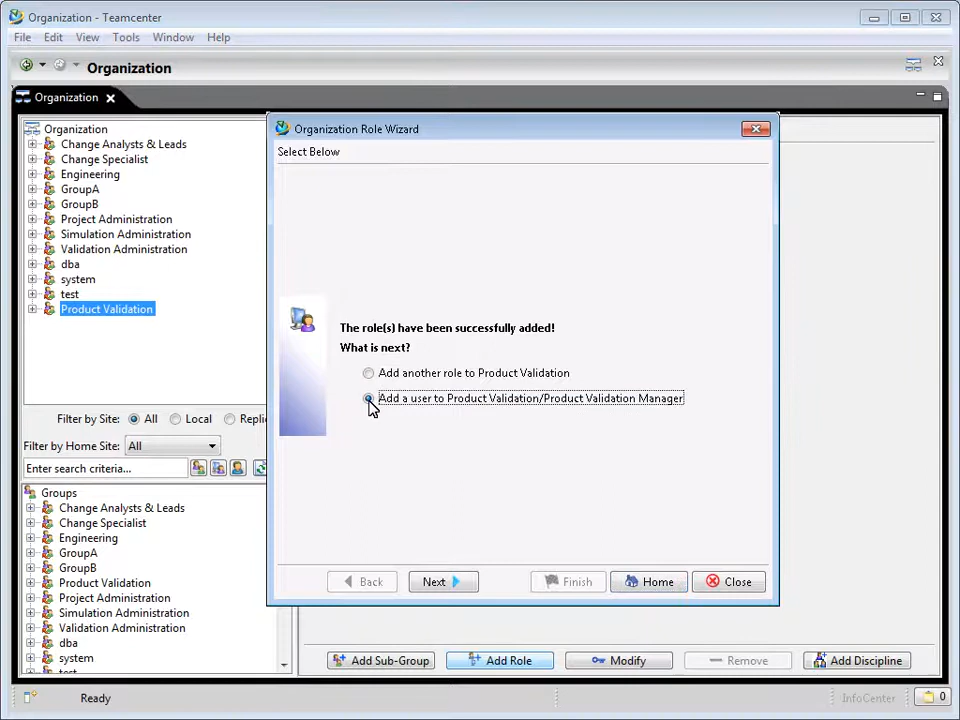 Organization - Teamcenter
File Edit View Tools Window Help
Organization
Organization
Organization
Change Analysts & Leads
Change Specialist
Engineering
GroupA
GroupB
Project Administration
Simulation Administration
Validation Administration
dba
system
test
Product Validation
Filter by Site: All Local Replic
Filter by Home Site: All
Enter search criteria...
Groups
Change Analysts & Leads
Change Specialist
Engineering
GroupA
GroupB
Product Validation
Project Administration
Simulation Administration
Validation Administration
dba
system
test
Organization Role Wizard
Select Below
The role(s) have been successfully added!
What is next?
Add another role to Product Validation
Add a user to Product Validation/Product Validation Manager
Back Next Finish Home Close
Add Sub-Group Add Role Modify Remove Add Discipline
Ready InfoCenter 0